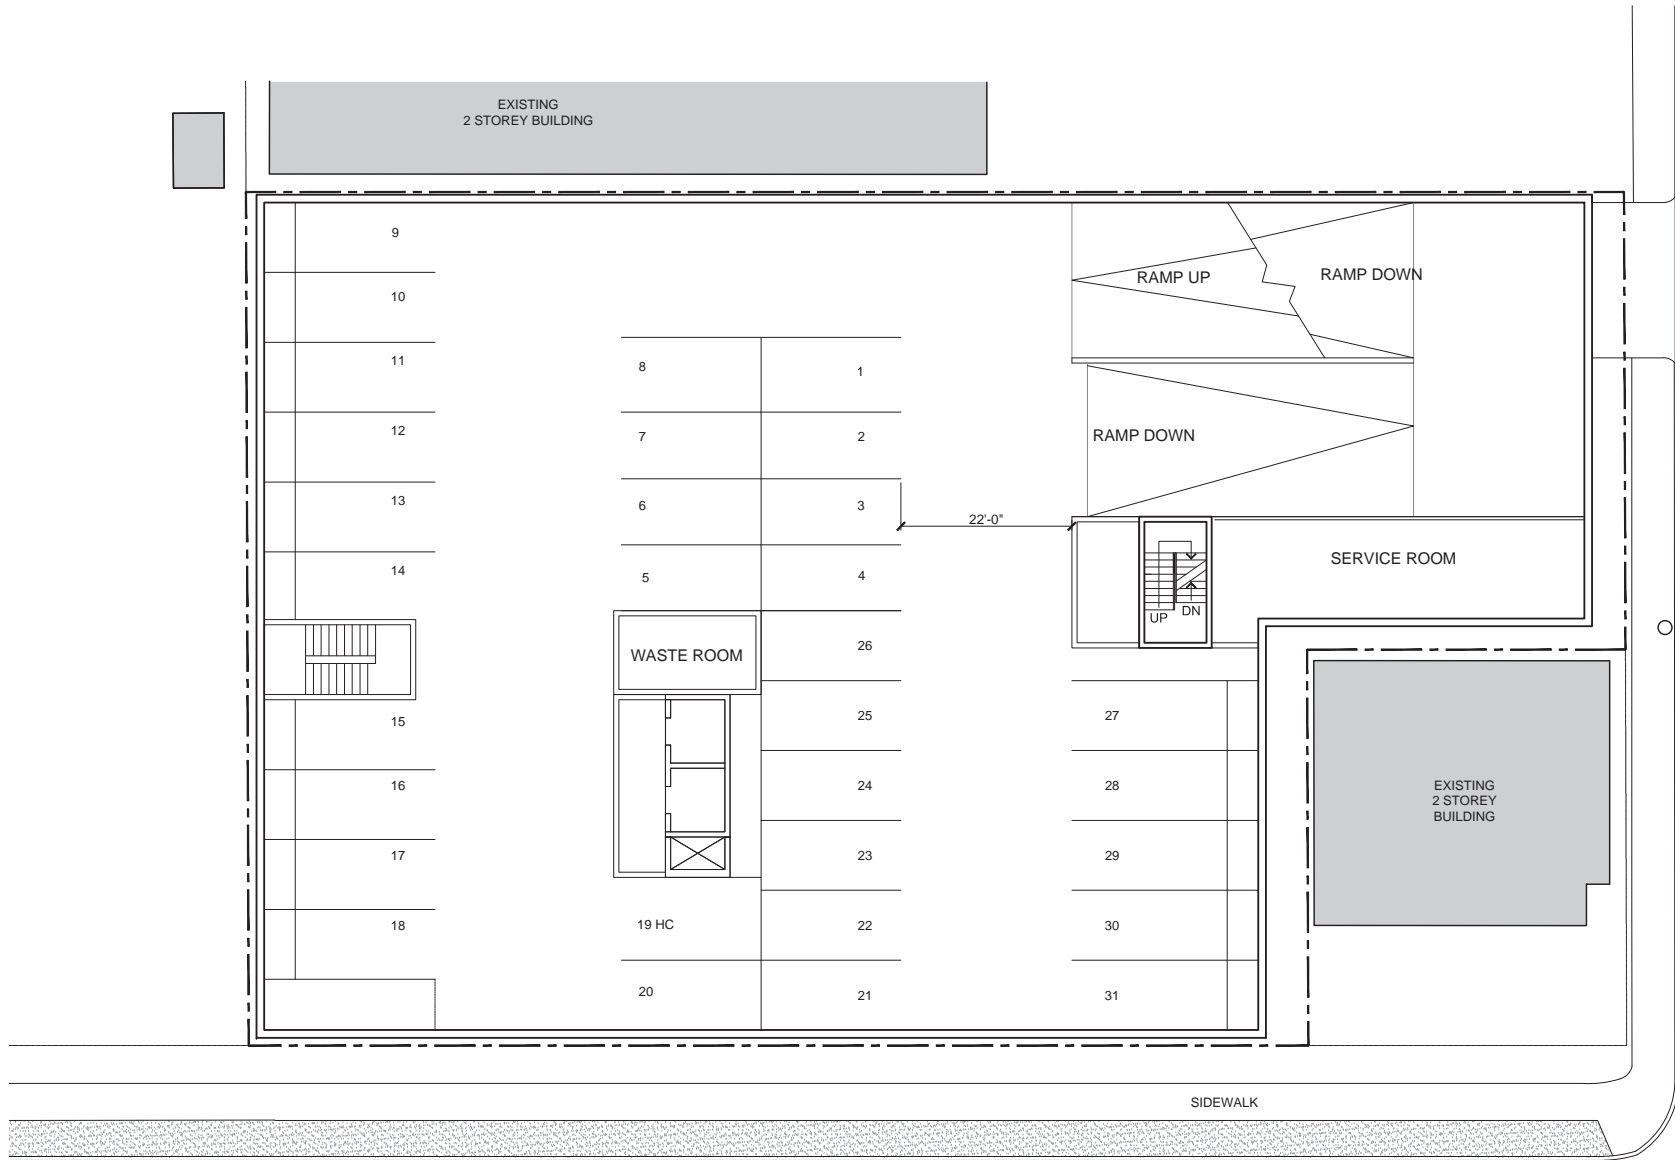 EXISTING
2 STOREY BUILDING
9
10
11
12
13
14
15
16
17
18
8
7
6
5
WASTE ROOM
19 HC
20
1
2
3
4
26
25
24
23
22
21
22'-0"
RAMP UP
RAMP DOWN
RAMP DOWN
SERVICE ROOM
UP
DN
27
28
29
30
31
EXISTING
2 STOREY
BUILDING
SIDEWALK